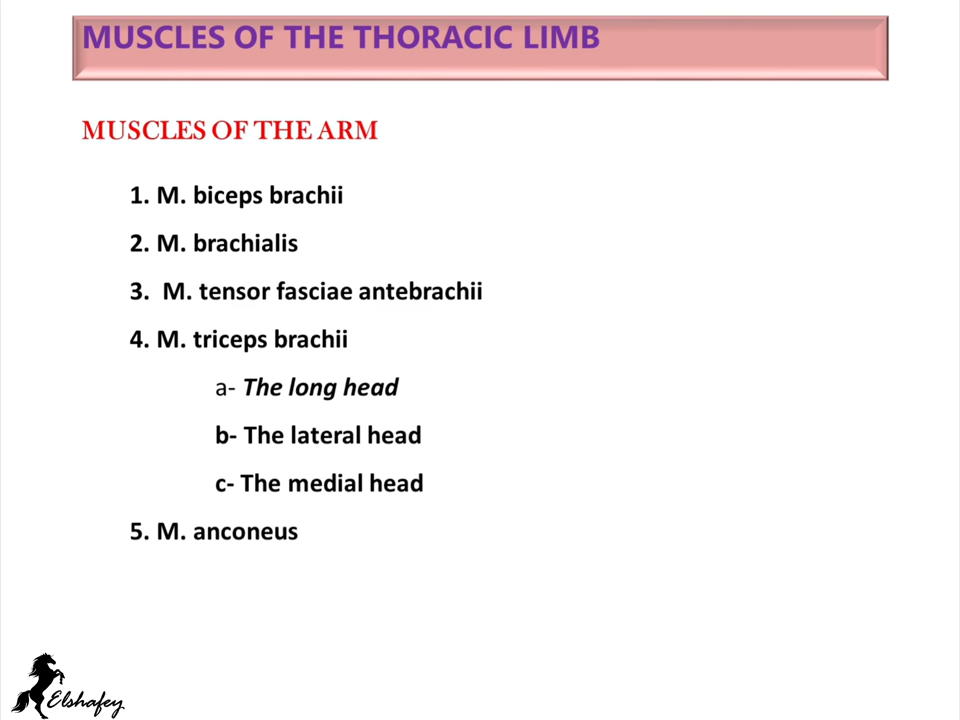 MUSCLES OF THE THORACIC LIMB
MUSCLES OF THE ARM
1. M. biceps brachii
2. M. brachialis
3. M. tensor fasciae antebrachii
4. M. triceps brachii
a- The long head
b- The lateral head
c- The medial head
5. M. anconeus
Elshafey